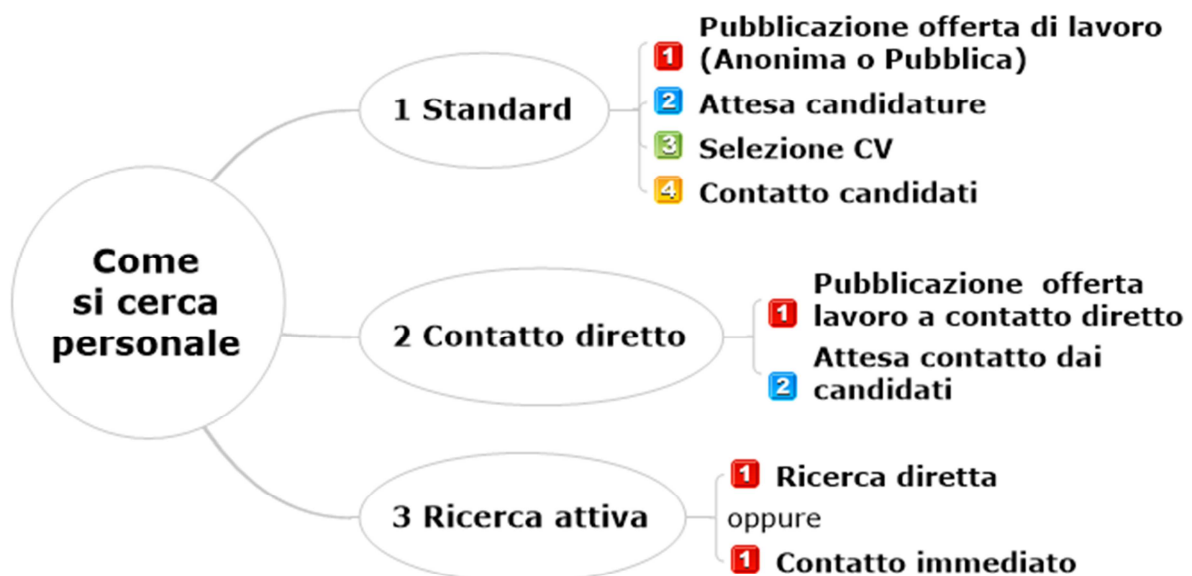 Come
si cerca
personale
1 Standard
1 Pubblicazione offerta di lavoro
(Anonima o Pubblica)
2 Attesa candidature
3 Selezione CV
4 Contatto candidati
2 Contatto diretto
1 Pubblicazione offerta
lavoro a contatto diretto
2 Attesa contatto dai
candidati
3 Ricerca attiva
1 Ricerca diretta
oppure
1 Contatto immediato